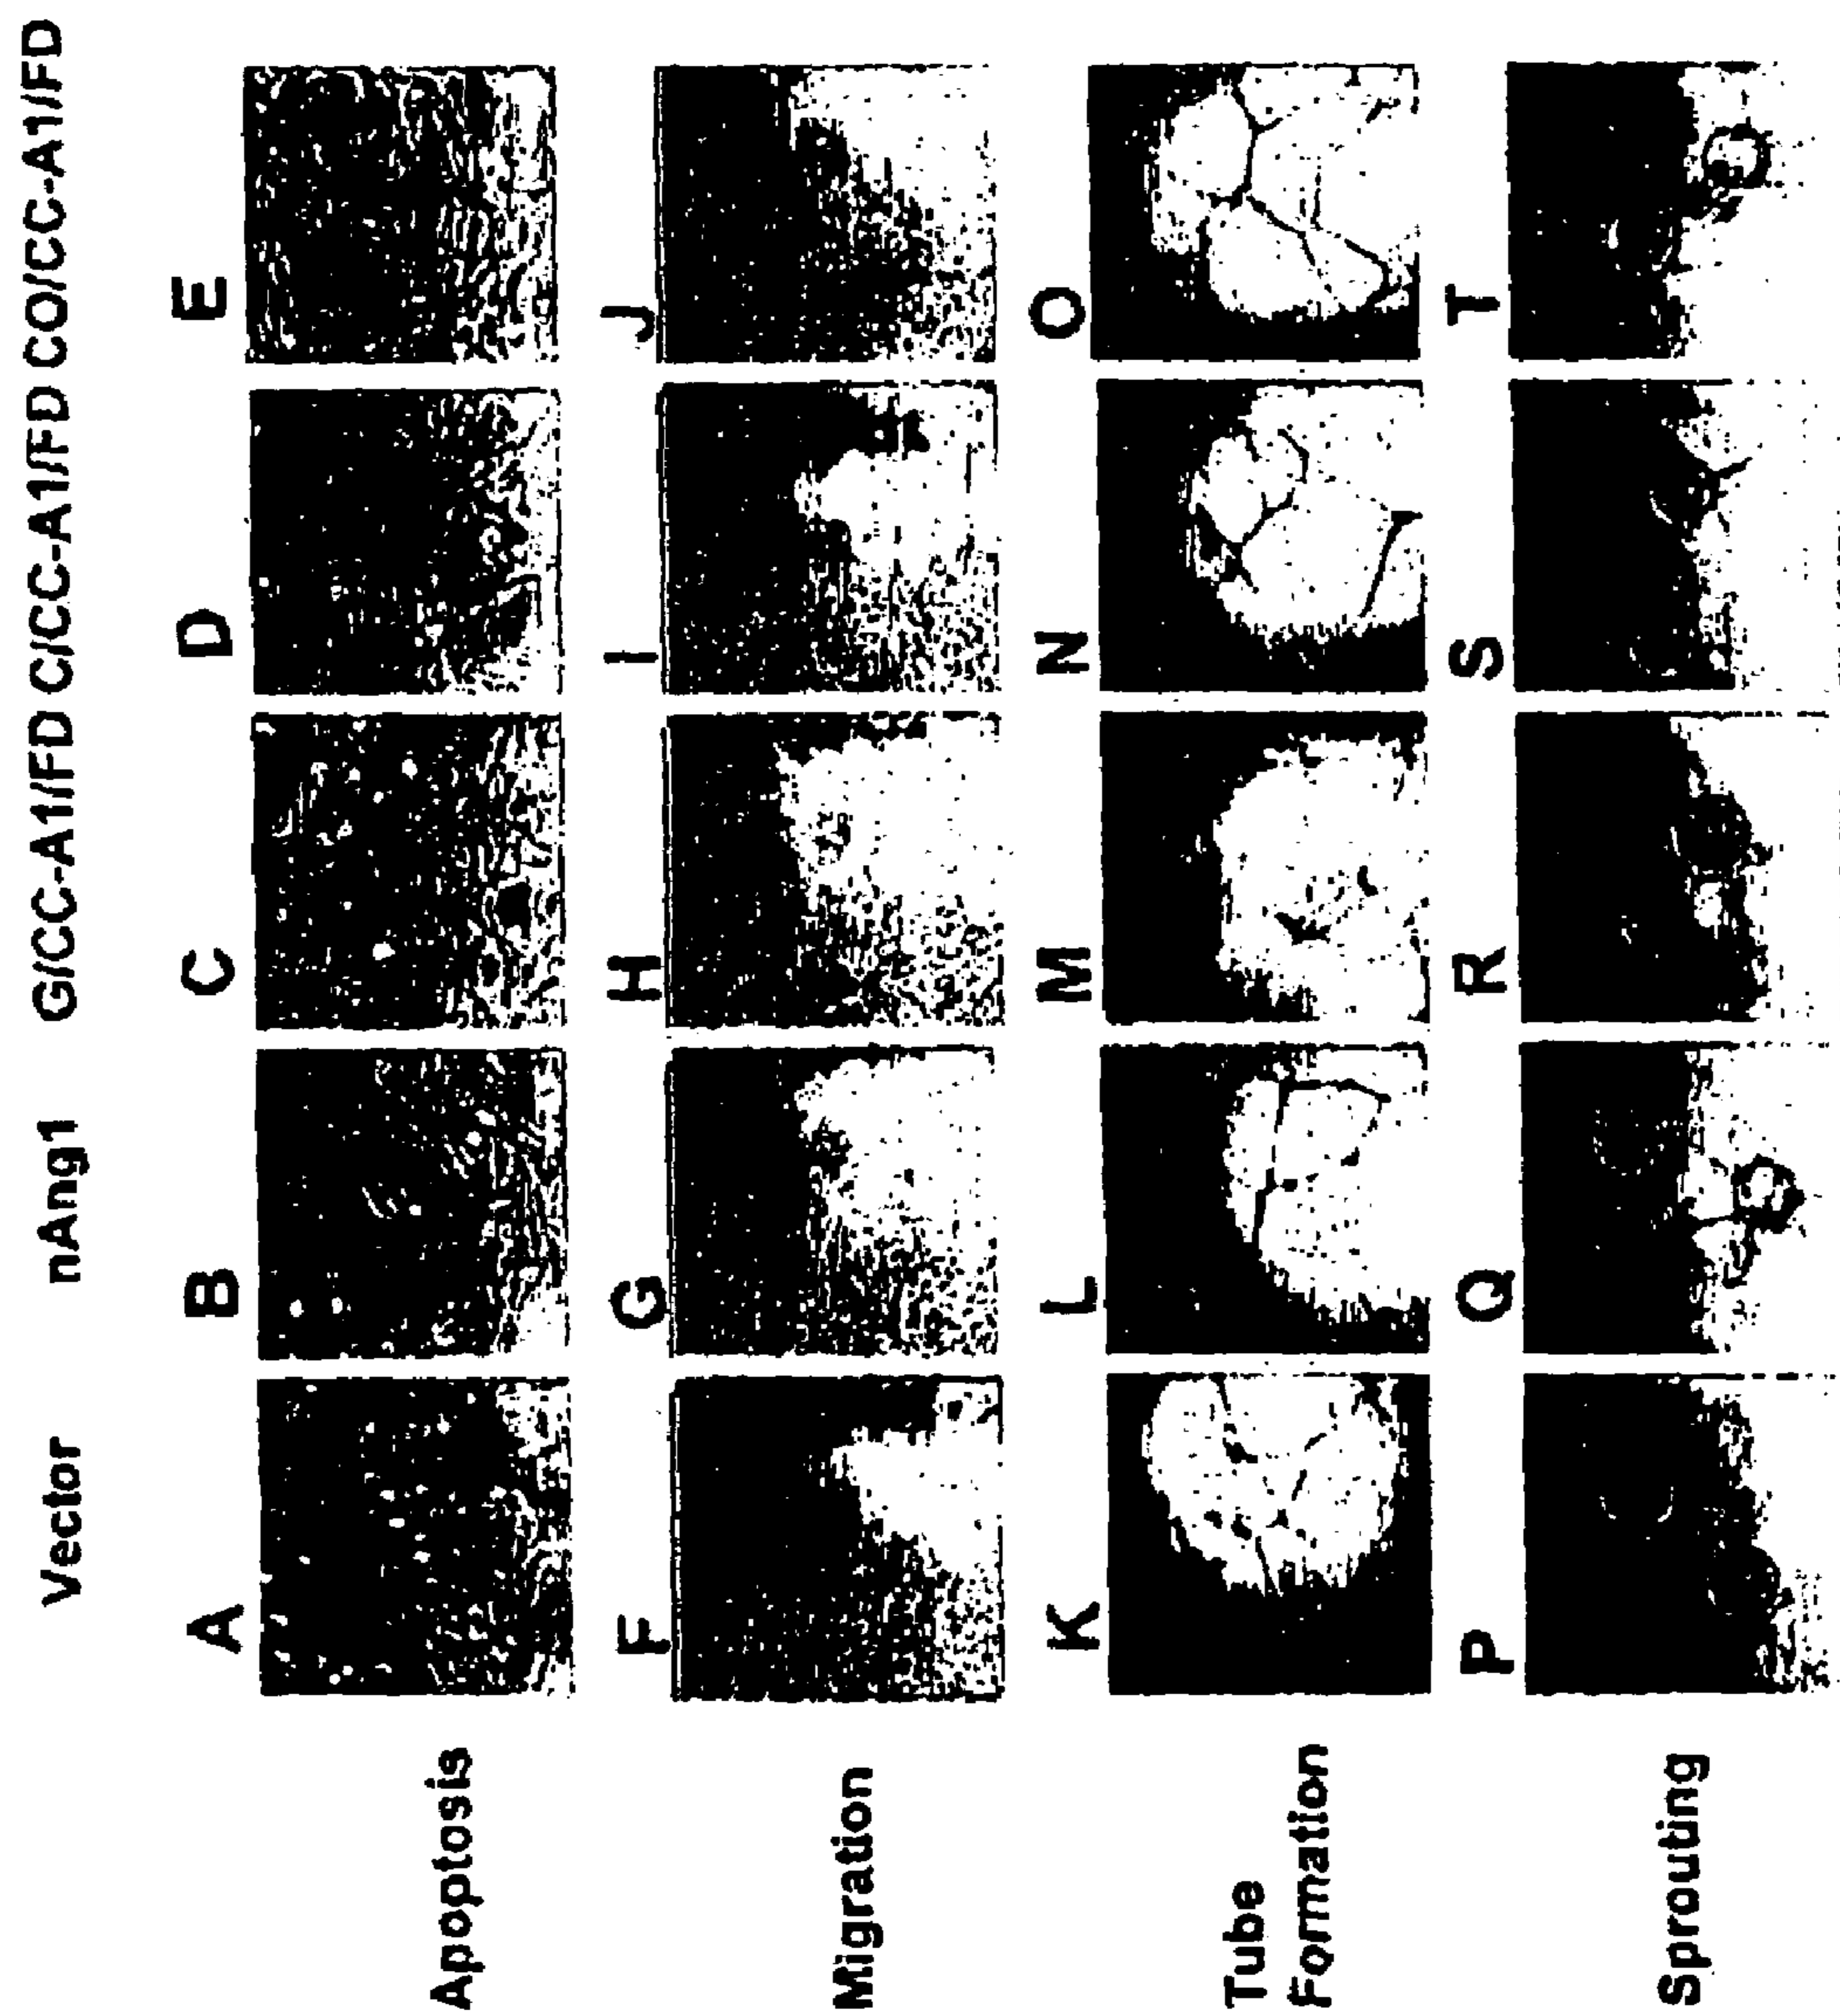 Vector nAng1 G/CC-A1/FD C/CC-A1/FD CO/CC-A1/FD
A B C D E
Apoptosis
F G H I J
Migration
K L M N O
Tube
Formation
P Q R S T
Sprouting